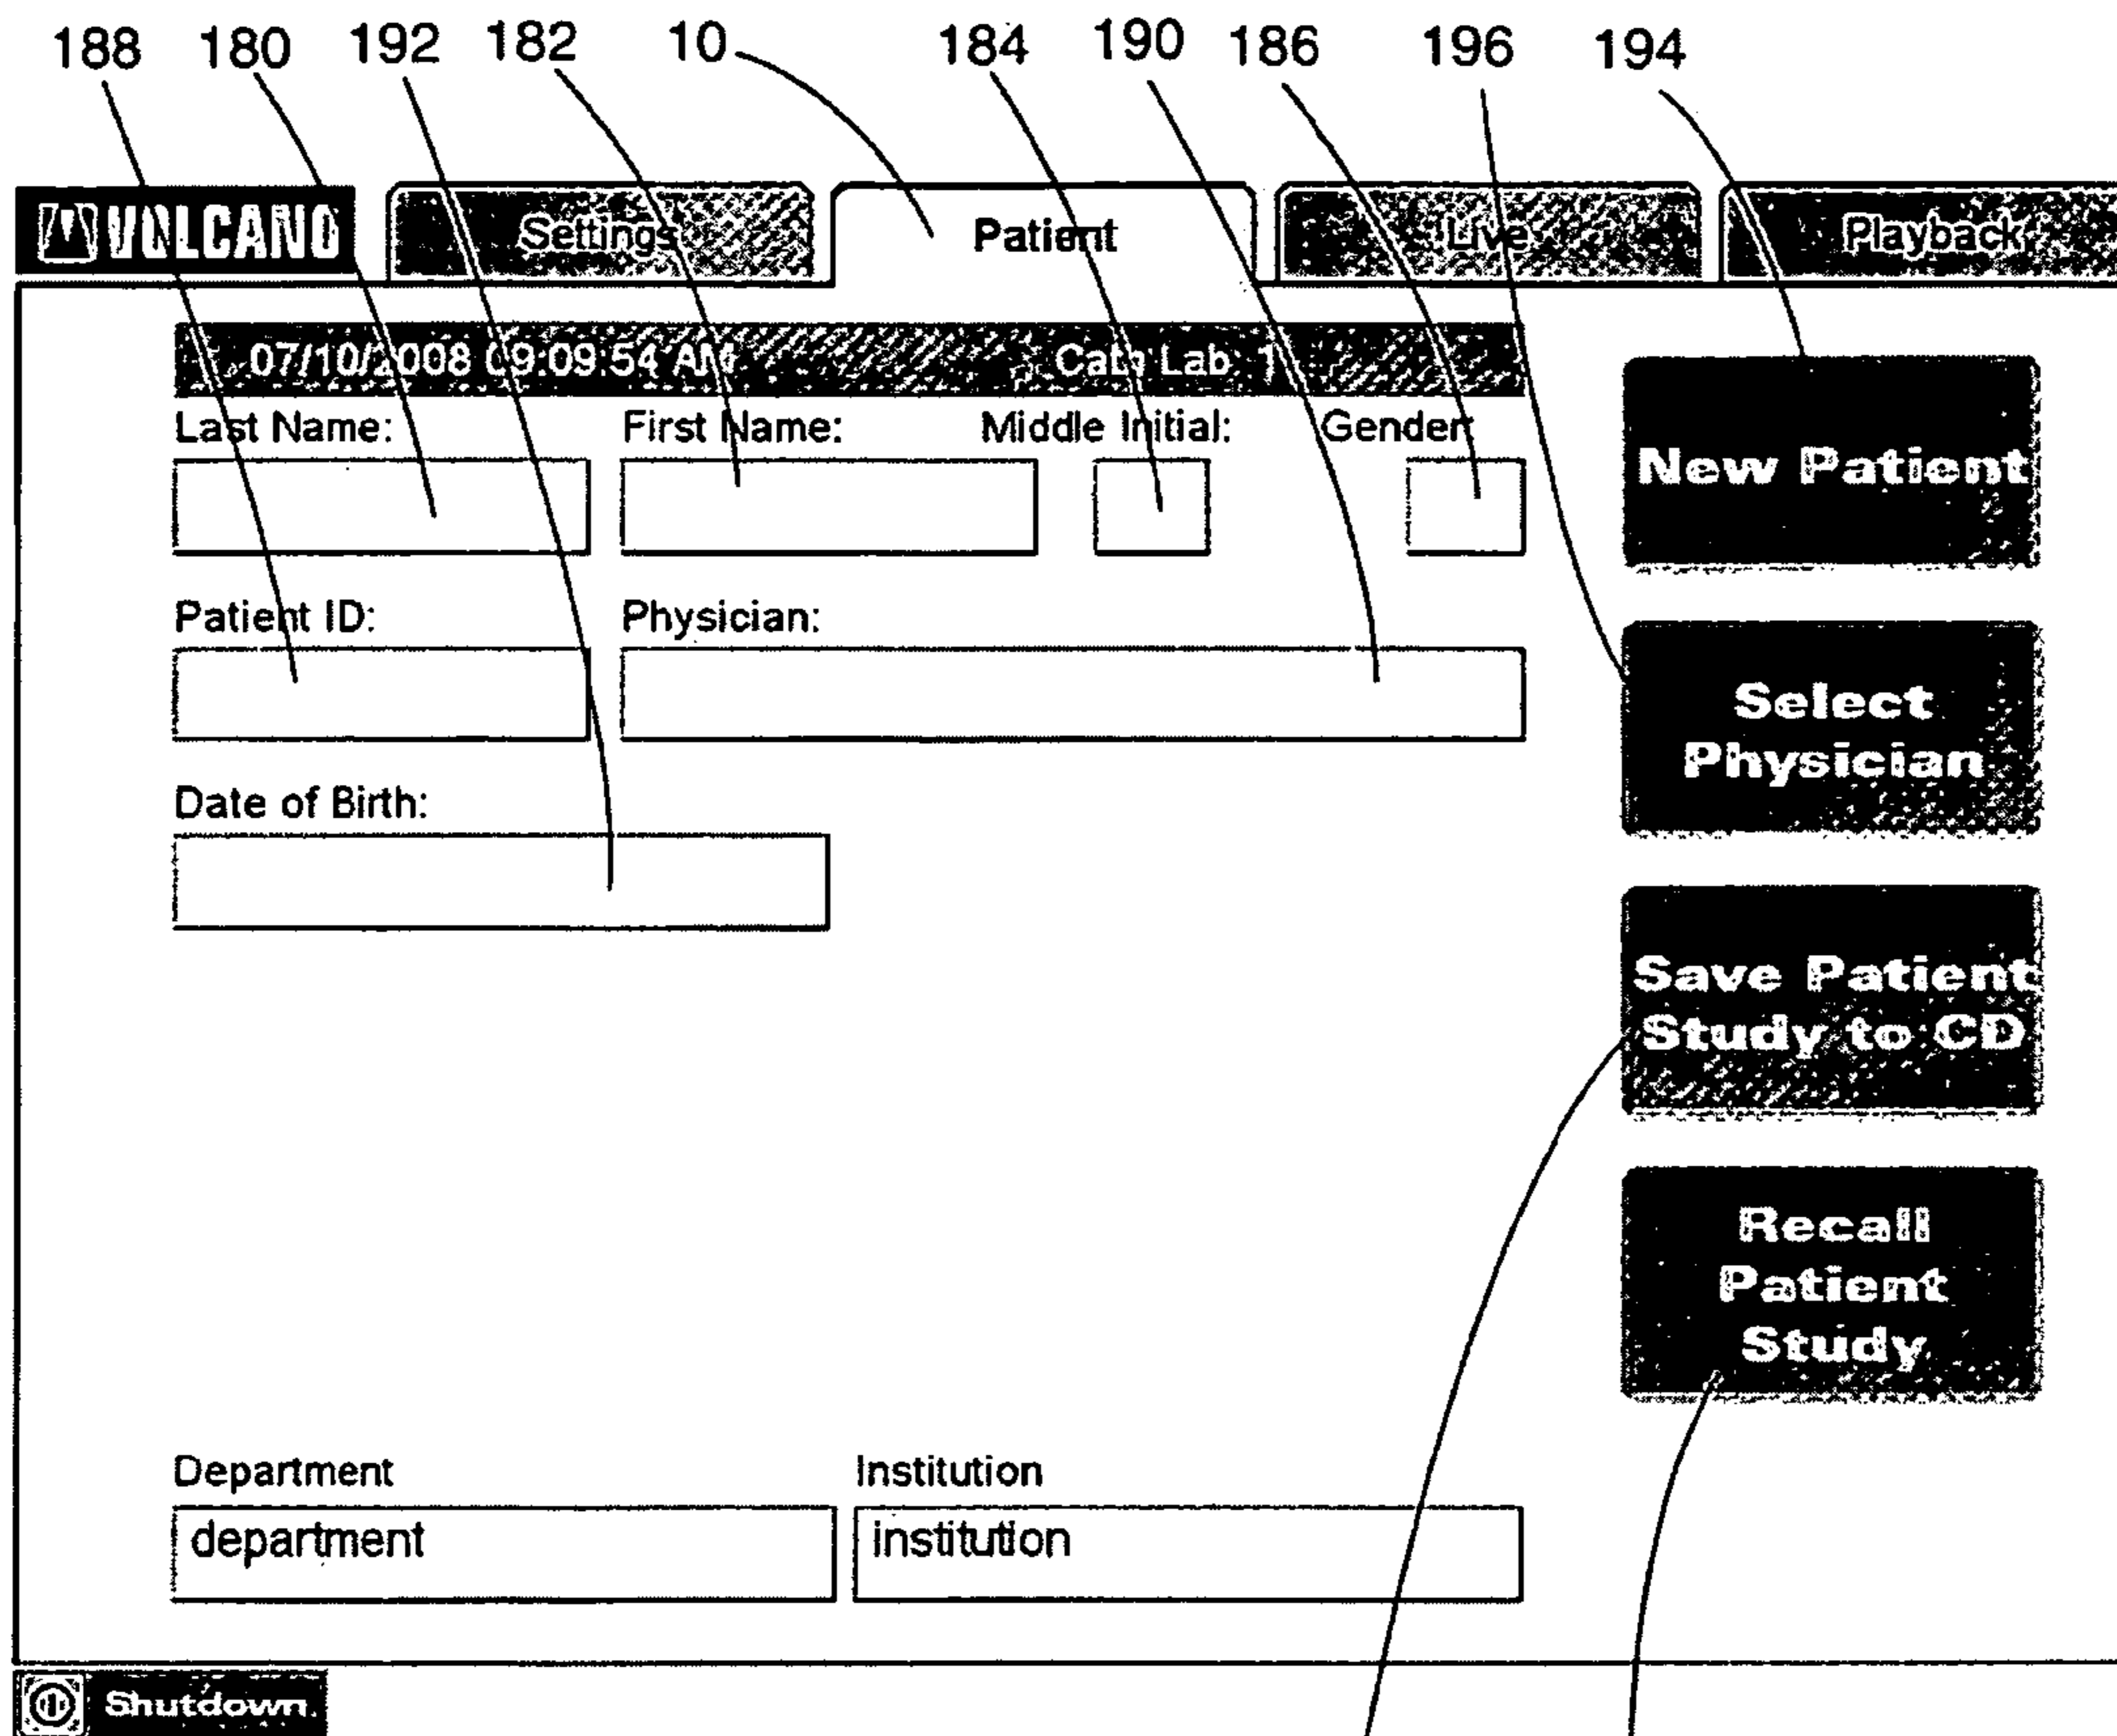 188 180 192 182 10 184 190 186 196 194
VOLCANO Settings Patient Live Playback
07/10/2008 09:09:54 AM Cath Lab 1
Last Name: First Name: Middle Initial: Gender:
New Patient
Patient ID: Physician:
Select
Physician
Date of Birth:
Save Patient
Study to CD
Recall
Patient
Study
Department Institution
department institution
Shutdown